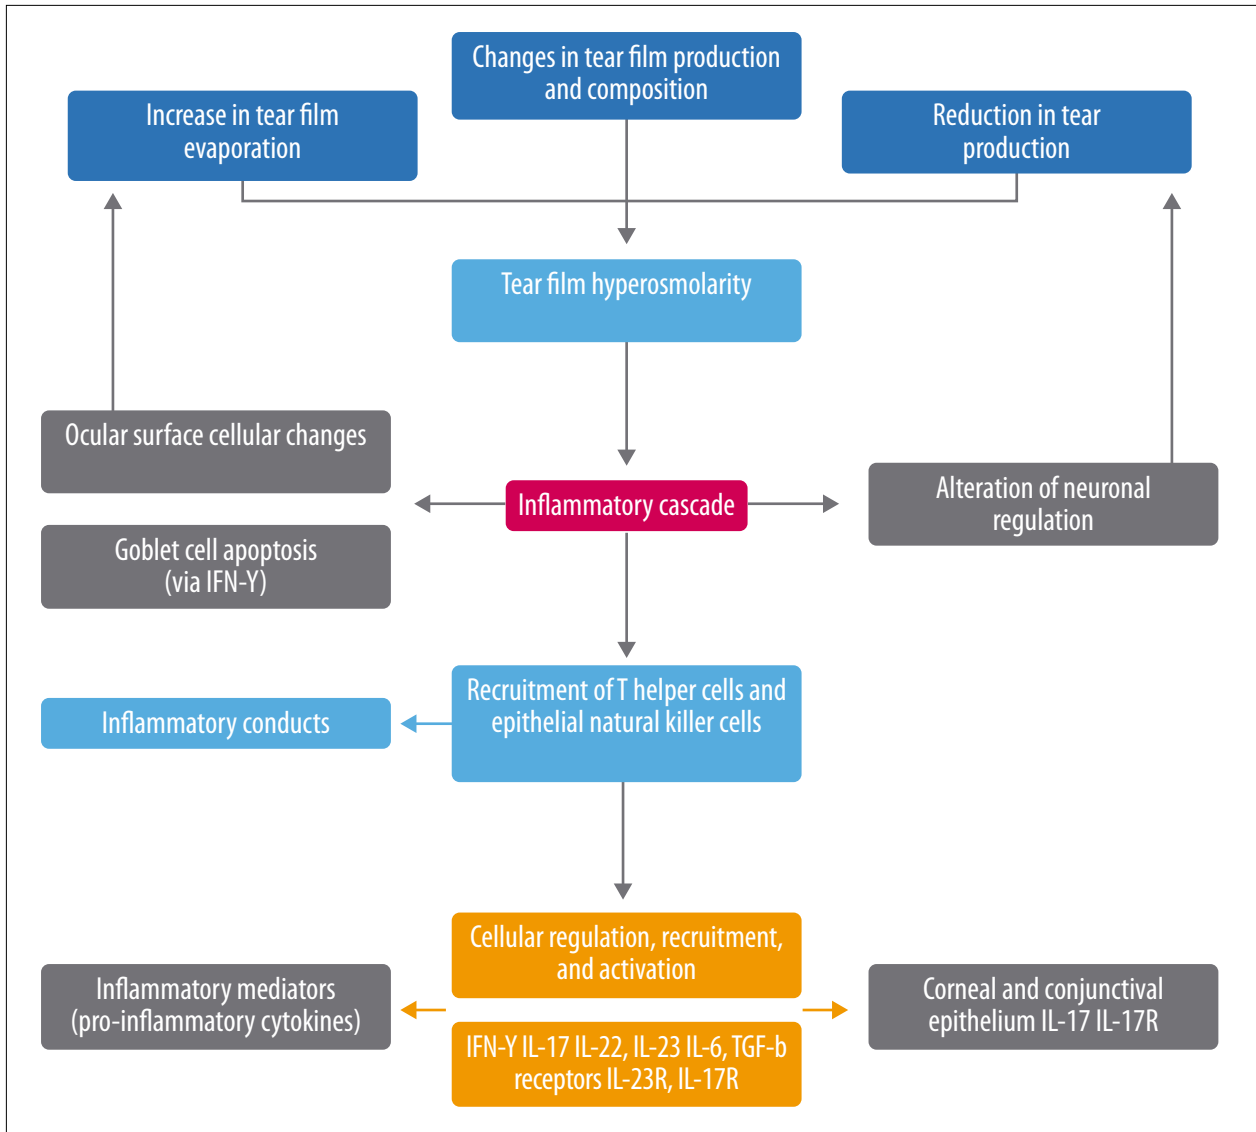 Changes in tear film production
and composition
Increase in tear film
evaporation
Reduction in tear
production
Tear film hyperosmolarity
Ocular surface cellular changes
Inflammatory cascade
Alteration of neuronal
regulation
Goblet cell apoptosis
(via IFN-Y)
Recruitment of T helper cells and
epithelial natural killer cells
Inflammatory conducts
Cellular regulation, recruitment,
and activation
Inflammatory mediators
(pro-inflammatory cytokines)
Corneal and conjunctival
epithelium IL-17 IL-17R
IFN-Y IL-17 IL-22, IL-23 IL-6, TGF-b
receptors IL-23R, IL-17R